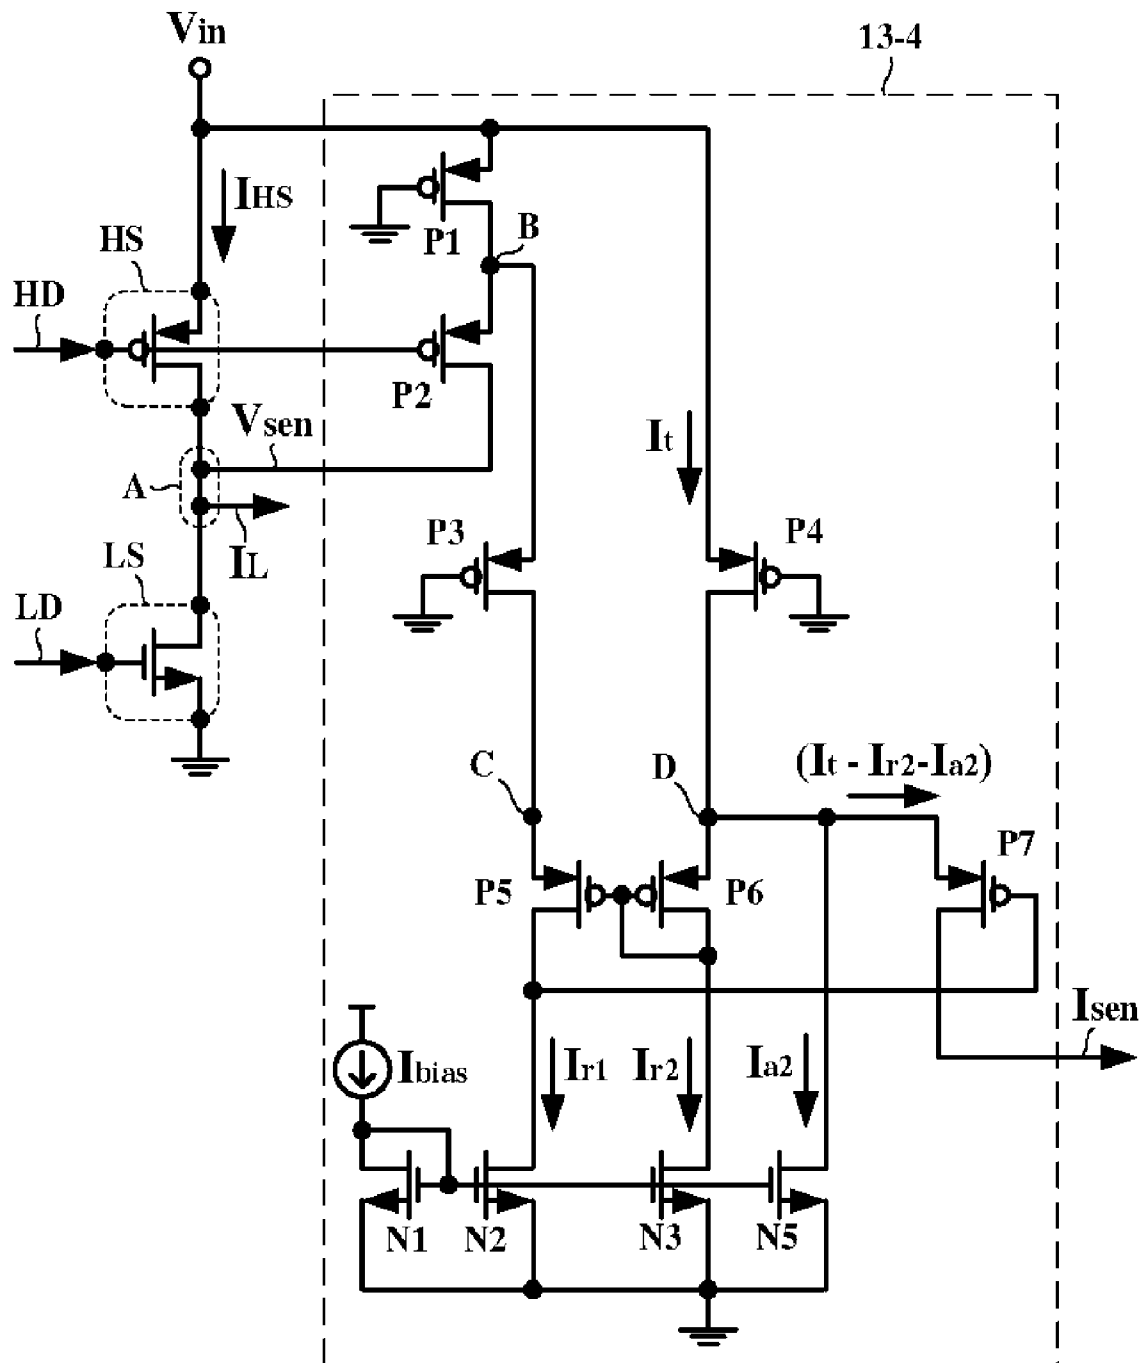 Vin
13-4
IHS
HS
P1
B
HD
P2
Vsen
It
A
P3
P4
IL
LS
LD
C
D
(It - Ir2-Ia2)
P5
P6
P7
Ibias
Ir1
Ir2
Ia2
Isen
N1
N2
N3
N5